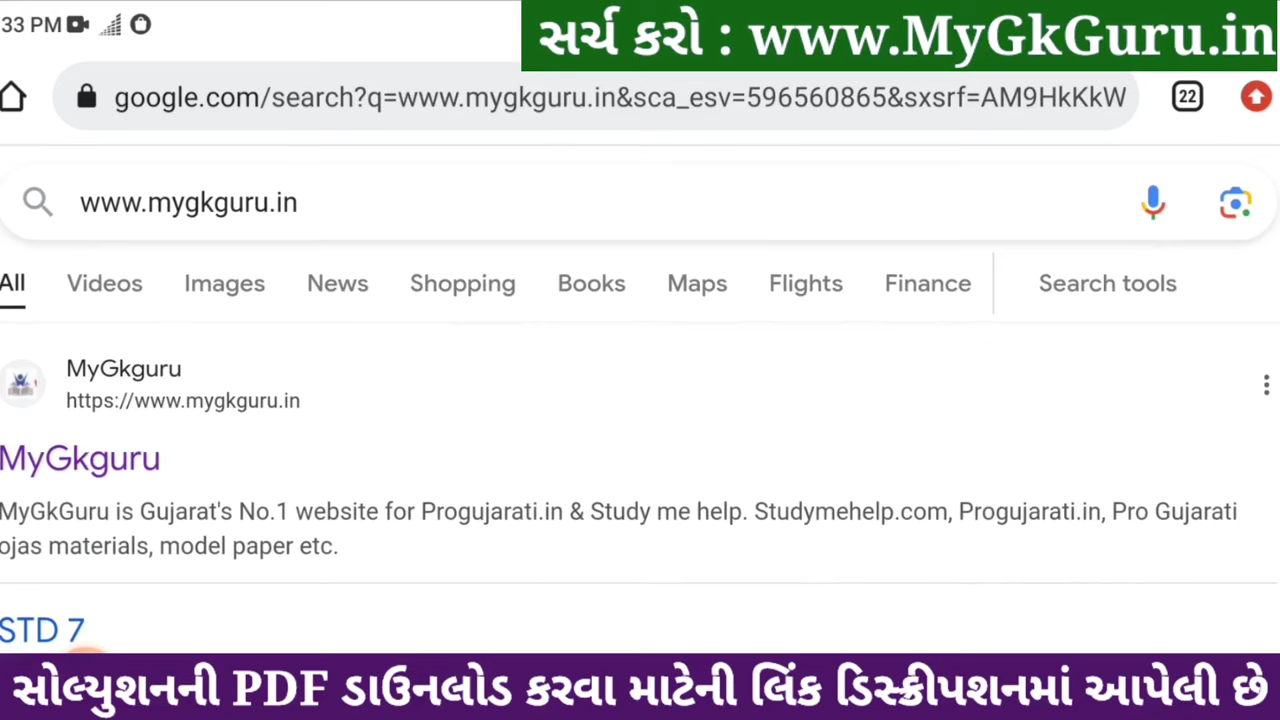 33 PM
સર્ચ કરો : www.MyGkGuru.in
google.com/search?q=www.mygkguru.in&sca_esv=596560865&sxsrf=AM9HkKkW
22
www.mygkguru.in
All Videos Images News Shopping Books Maps Flights Finance Search tools
MyGkguru
https://www.mygkguru.in
MyGkguru
MyGkGuru is Gujarat's No.1 website for Progujarati.in & Study me help. Studymehelp.com, Progujarati.in, Pro Gujarati
ojas materials, model paper etc.
STD 7
સોલ્યુશનની PDF ડાઉનલોડ કરવા માટેની લિંક ડિસ્ક્રીપશનમાં આપેલી છે